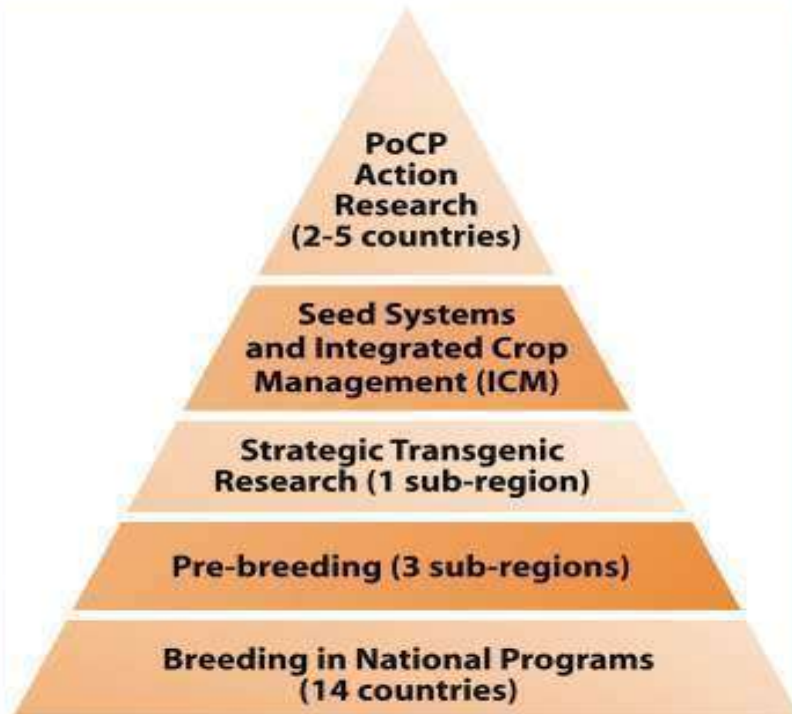 PoCP
Action
Research
(2-5 countries)
Seed Systems
and Integrated Crop
Management (ICM)
Strategic Transgenic
Research (1 sub-region)
Pre-breeding (3 sub-regions)
Breeding in National Programs
(14 countries)